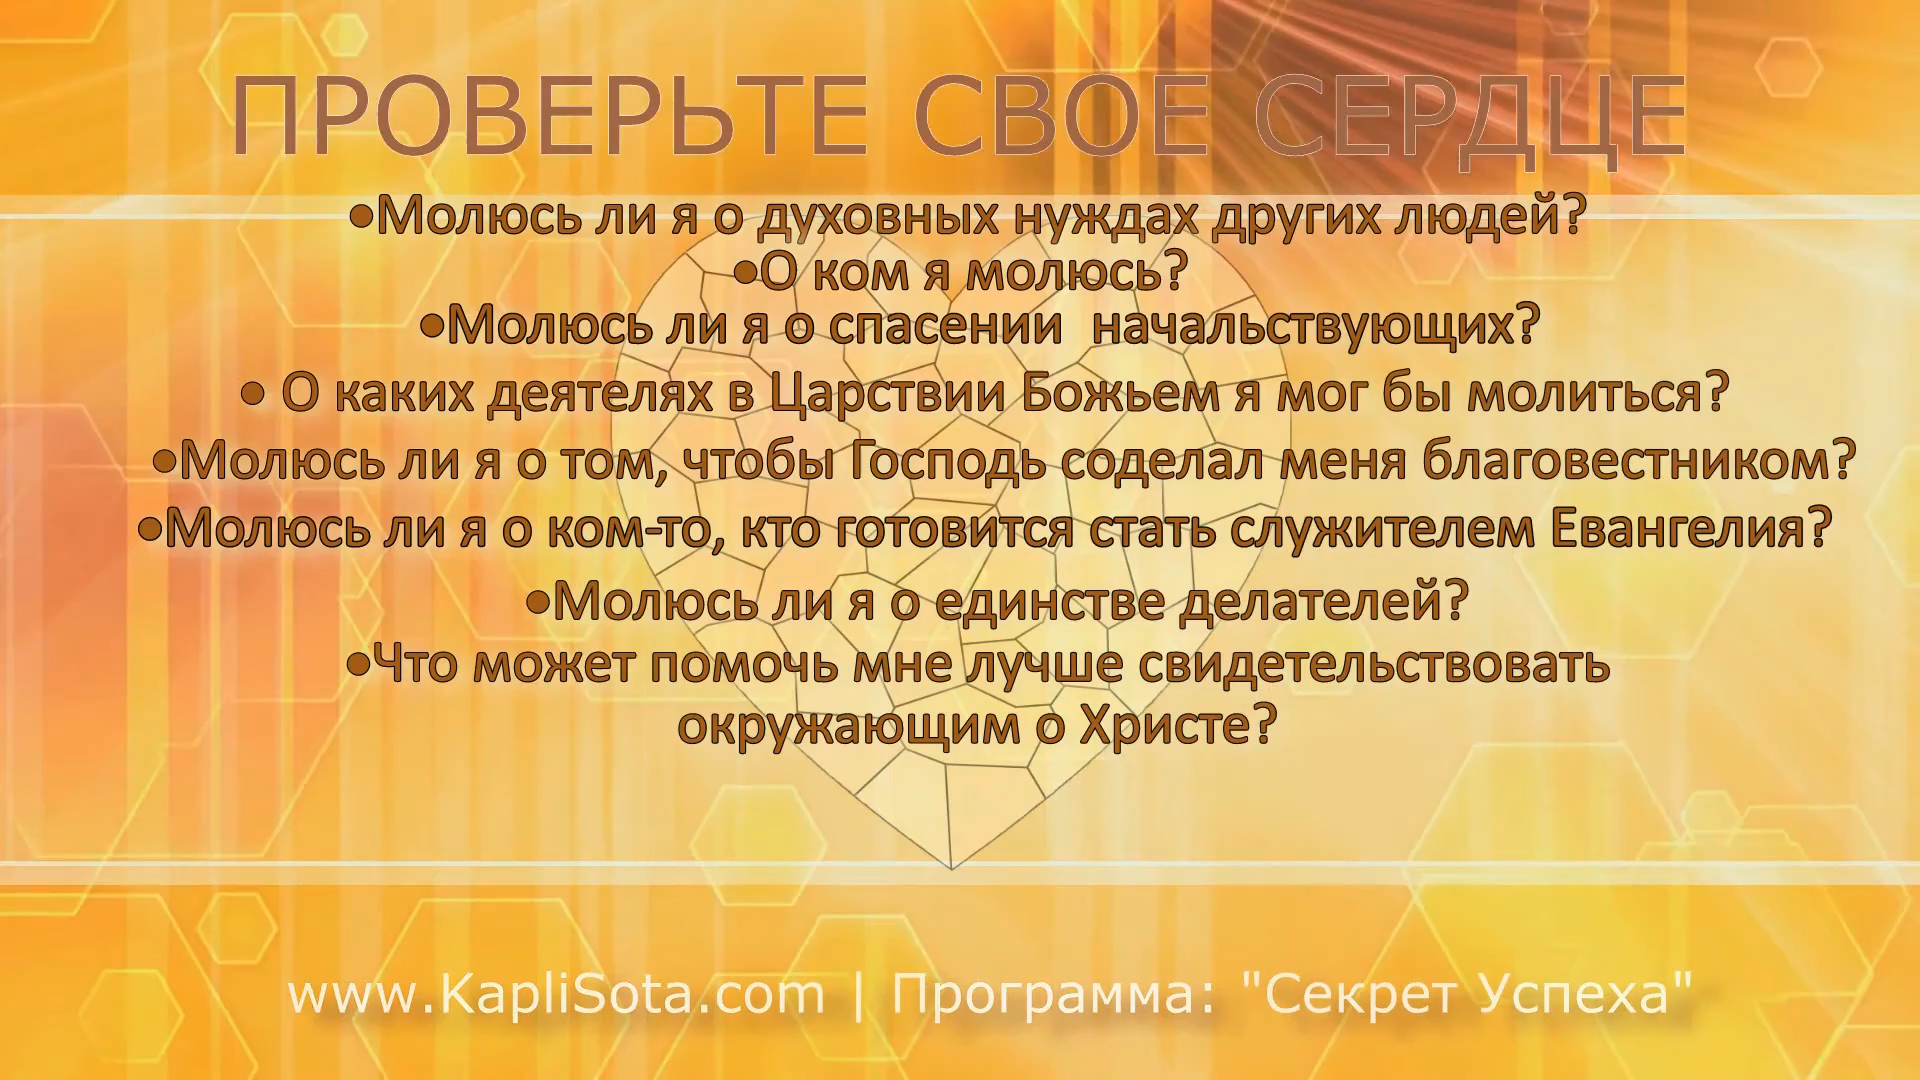 ПРОВЕРЬТЕ СВОЕ СЕРДЦЕ
•Молюсь ли я о духовных нуждах других людей?
•О ком я молюсь?
•Молюсь ли я о спасении начальствующих?
• О каких деятелях в Царствии Божьем я мог бы молиться?
•Молюсь ли я о том, чтобы Господь соделал меня благовестником?
•Молюсь ли я о ком-то, кто готовится стать служителем Евангелия?
•Молюсь ли я о единстве делателей?
•Что может помочь мне лучше свидетельствовать
окружающим о Христе?
www.KapliSota.com | Программа: "Секрет Успеха"